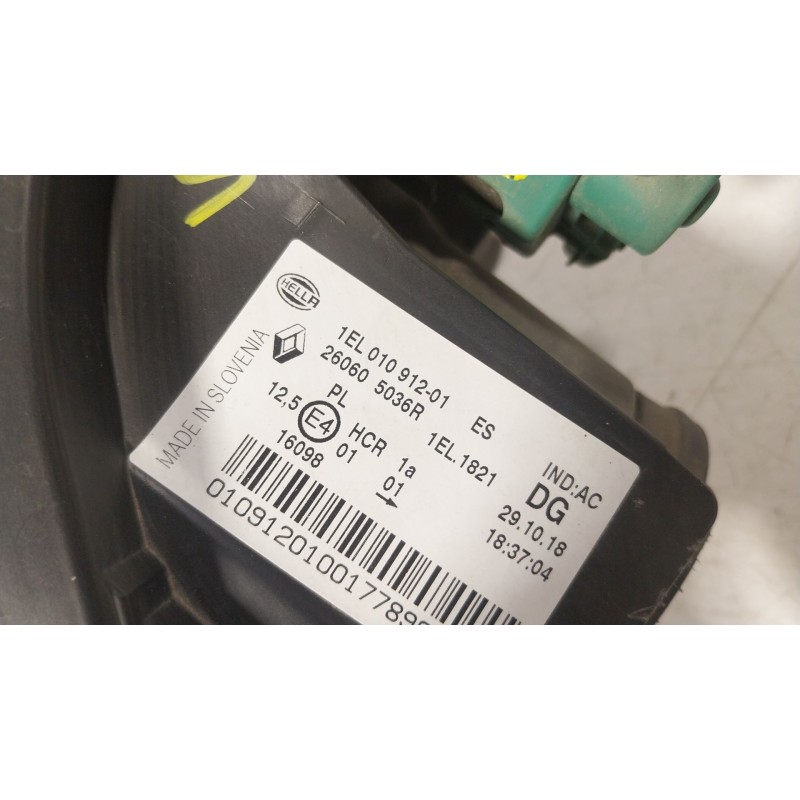 HELLA
MADE IN SLOVENIA
1EL 010 912-01
26060 5036R
ES
1EL.1821
PL
12,5 E4 HCR 1a
16098 01 01
IND:AC
DG
29.10.18
18:37:04
010912010017789